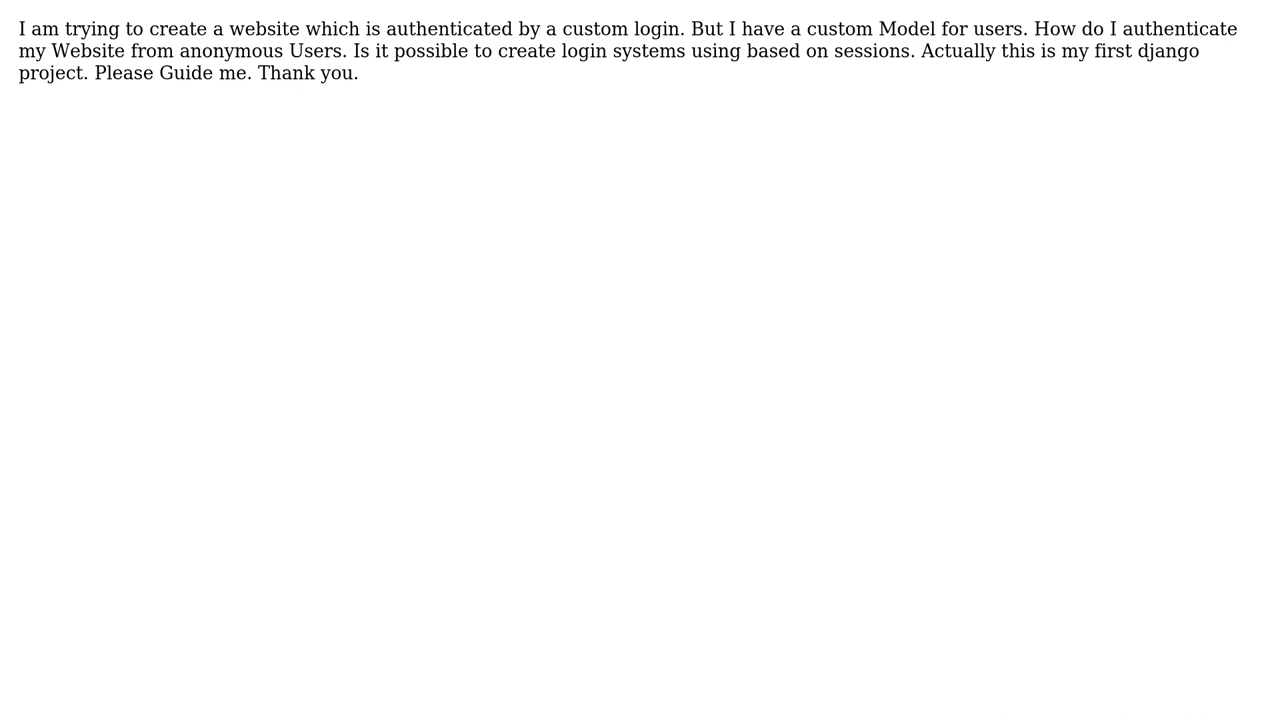 I am trying to create a website which is authenticated by a custom login. But I have a custom Model for users. How do I authenticate
my Website from anonymous Users. Is it possible to create login systems using based on sessions. Actually this is my first django
project. Please Guide me. Thank you.